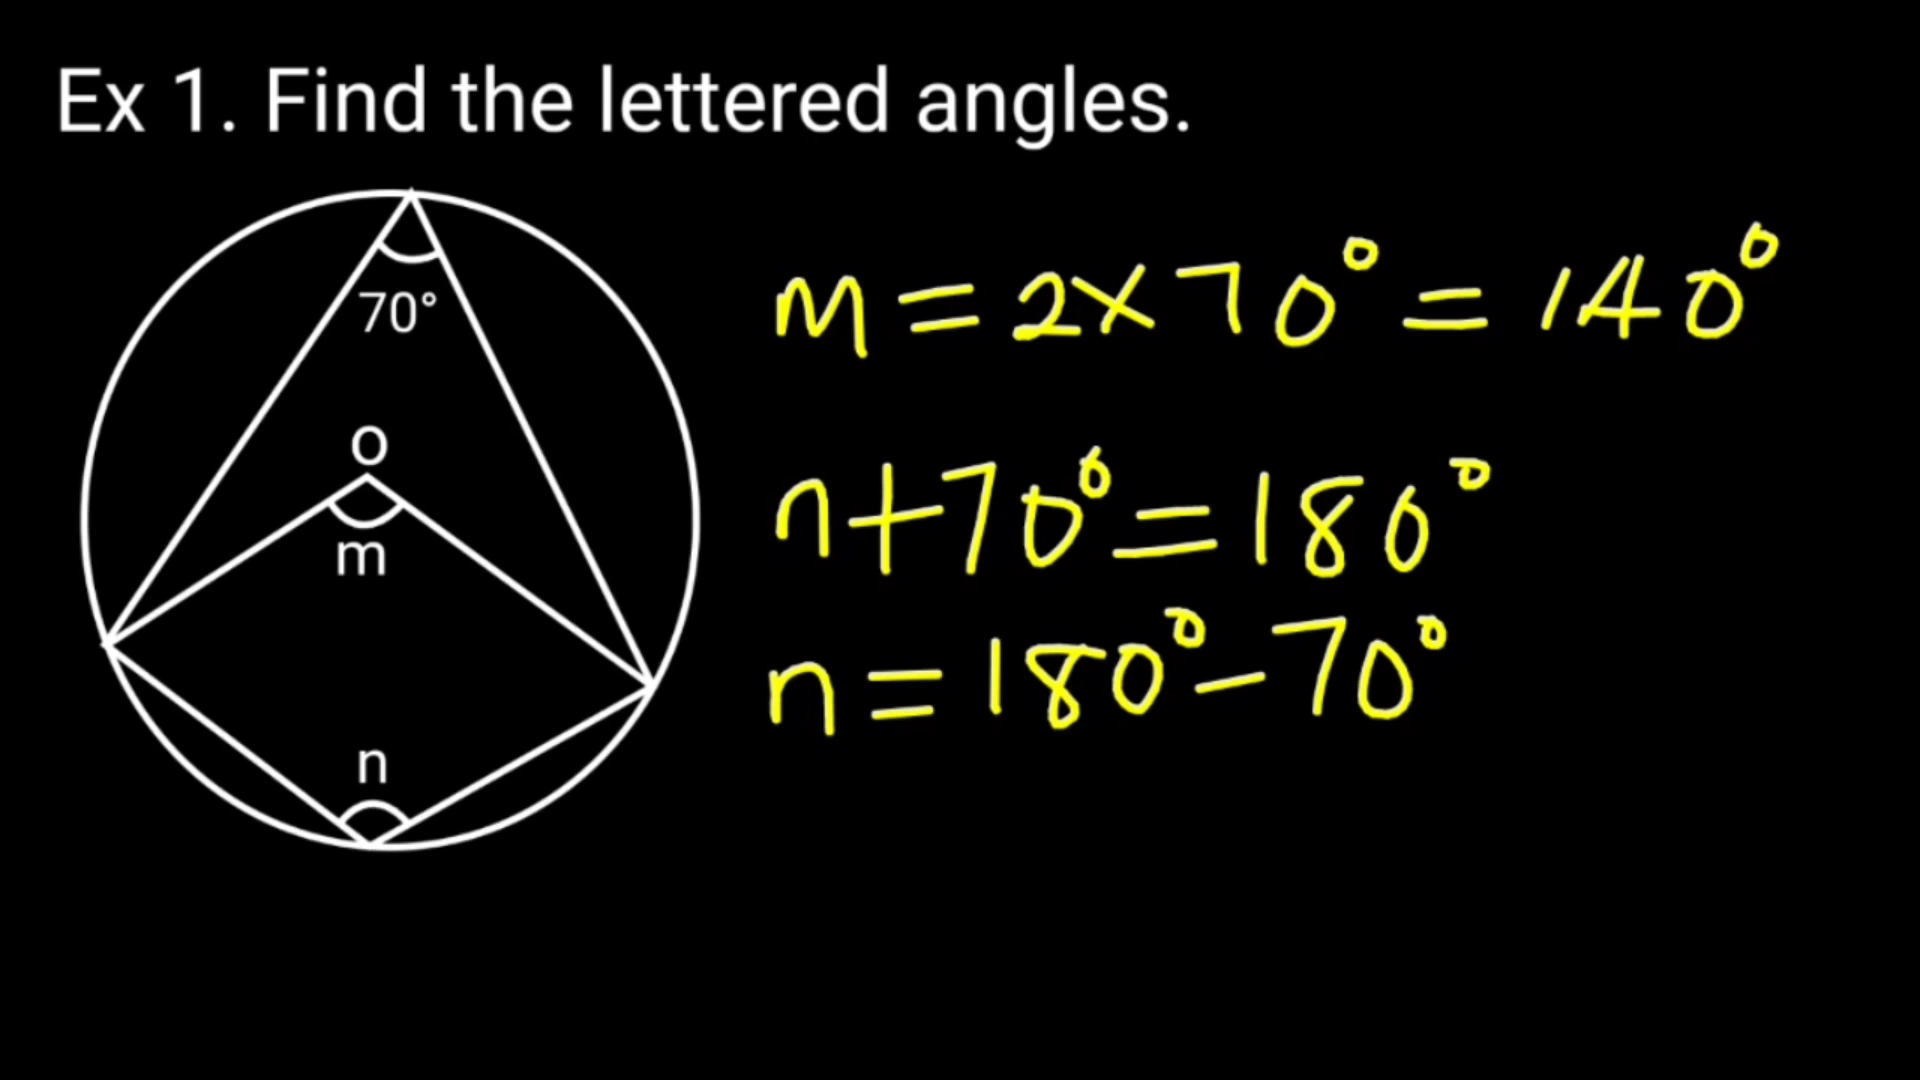 Ex 1. Find the lettered angles.
70°
o
m
n
m = 2 × 70° = 140°
n + 70° = 180°
n = 180° - 70°